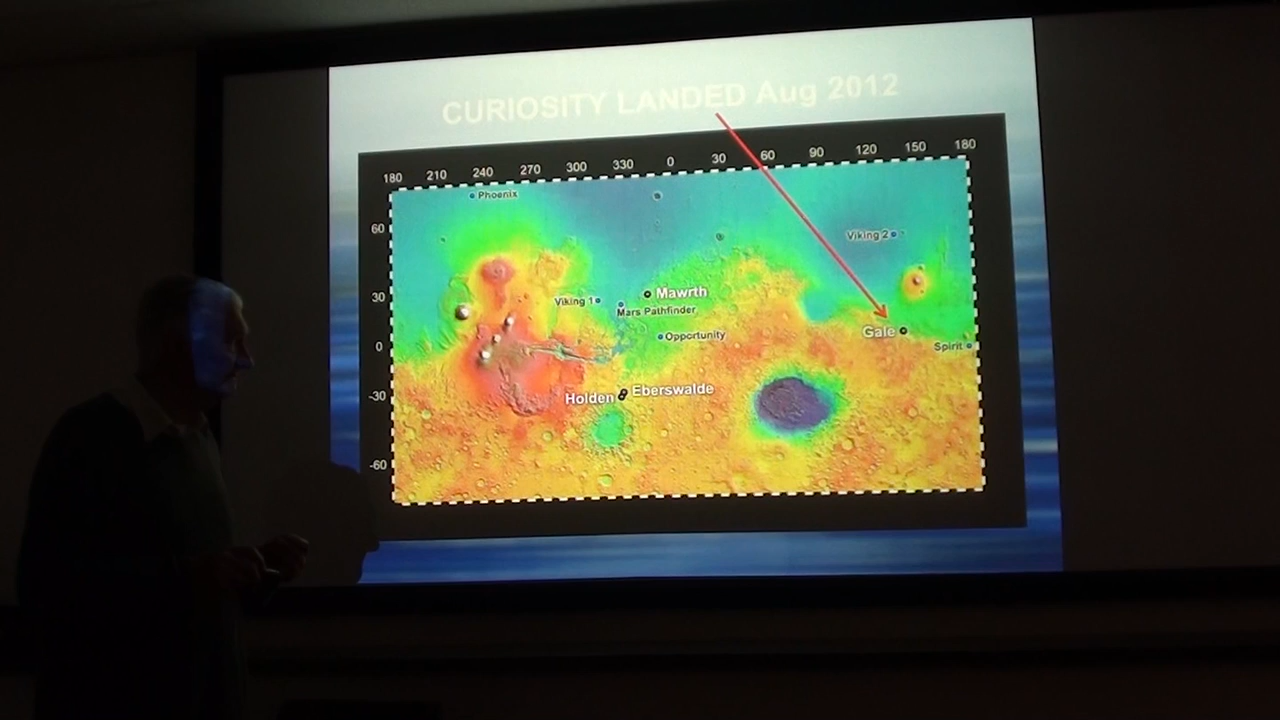 CURIOSITY LANDED Aug 2012
180 210 240 270 300 330 0 30 60 90 120 150 180
Phoenix
60
Viking 2
30
Viking 1
Mawrth
Mars Pathfinder
Gale
0
Opportunity
Spirit
-30
Holden
Eberswalde
-60